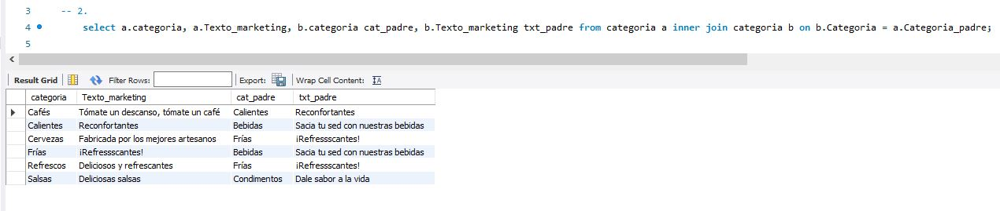 3 -- 2.
4 select a.categoria, a.Texto_marketing, b.categoria cat_padre, b.Texto_marketing txt_padre from categoria a inner join categoria b on b.Categoria = a.Categoria_padre;
5
Result Grid Filter Rows: Export: Wrap Cell Content: IA
categoria Texto_marketing cat_padre txt_padre
Cafés Tómate un descanso, tómate un café Calientes Reconfortantes
Calientes Reconfortantes Bebidas Sacia tu sed con nuestras bebidas
Cervezas Fabricada por los mejores artesanos Frías ¡Refressscantes!
Frías ¡Refressscantes! Bebidas Sacia tu sed con nuestras bebidas
Refrescos Deliciosos y refrescantes Frías ¡Refressscantes!
Salsas Deliciosas salsas Condimentos Dale sabor a la vida